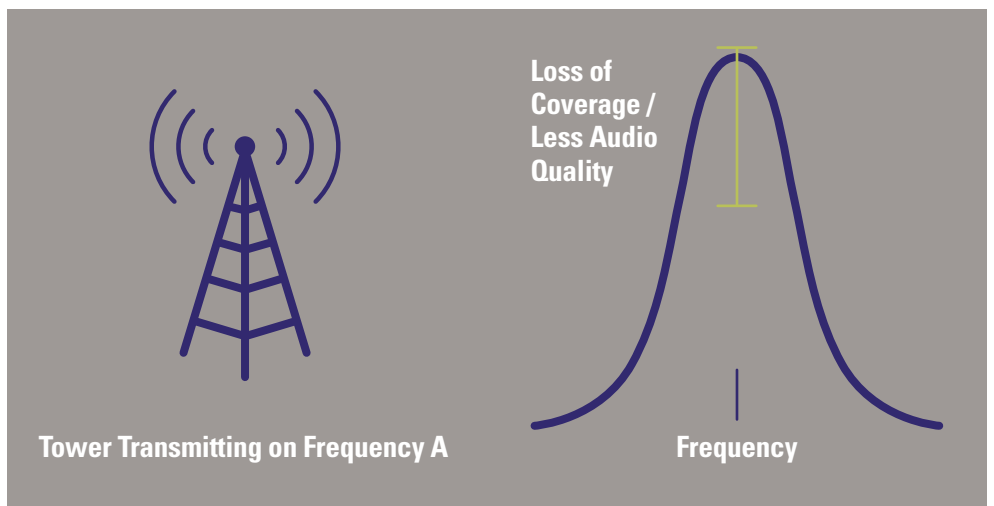 Loss of
Coverage /
Less Audio
Quality
Tower Transmitting on Frequency A
Frequency